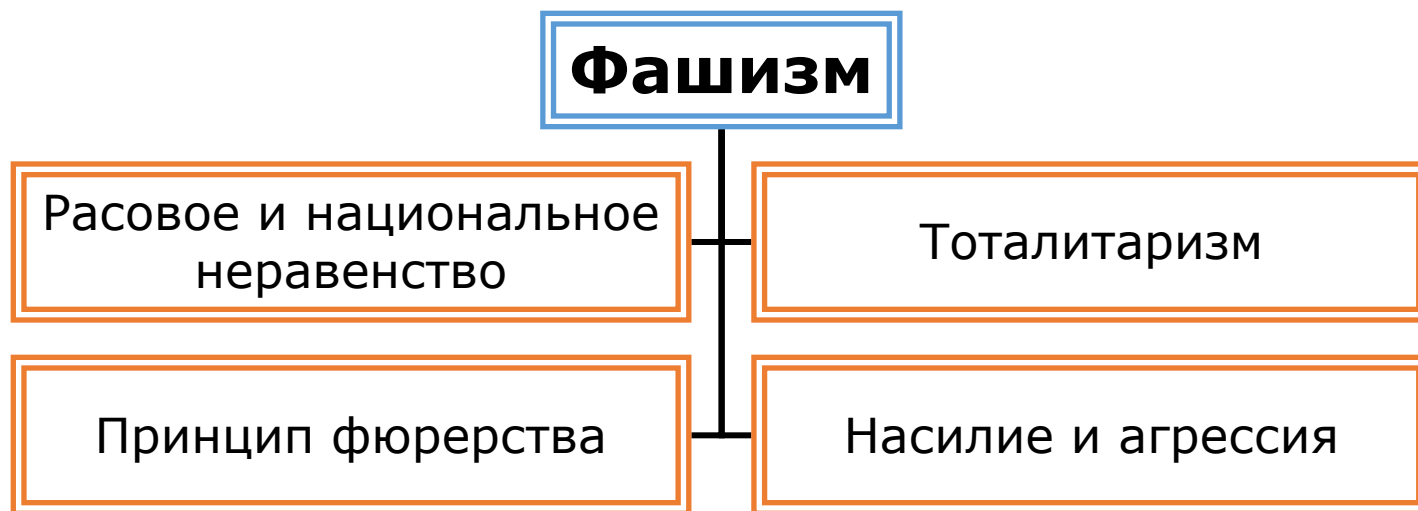 Фашизм
Расовое и национальное
неравенство
Тоталитаризм
Принцип фюрерства
Насилие и агрессия